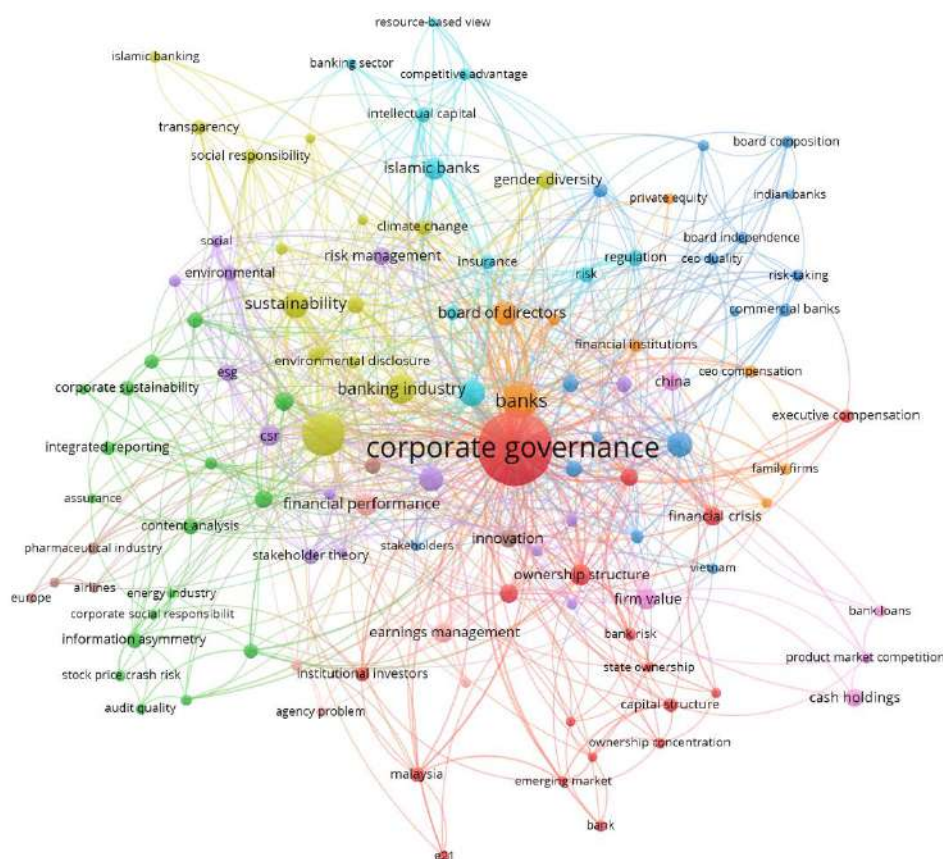 resource-based view
islamic banking
banking sector
competitive advantage
intellectual capital
transparency
social responsibility
board composition
islamic banks
gender diversity
private equity
indian banks
climate change
social
risk management
board independence
environmental
insurance
regulation
ceo duality
risk
risk-taking
sustainability
board of directors
commercial banks
financial institutions
environmental disclosure
esg
ceo compensation
corporate sustainability
banking industry
china
banks
executive compensation
csr
corporate governance
integrated reporting
family firms
assurance
financial performance
financial crisis
content analysis
innovation
pharmaceutical industry
stakeholder theory
stakeholders
vietnam
ownership structure
airlines
energy industry
europe
firm value
corporate social responsibilit
bank loans
information asymmetry
earnings management
bank risk
product market competition
stock price crash risk
institutional investors
state ownership
cash holdings
audit quality
agency problem
capital structure
ownership concentration
malaysia
emerging market
bank
e21